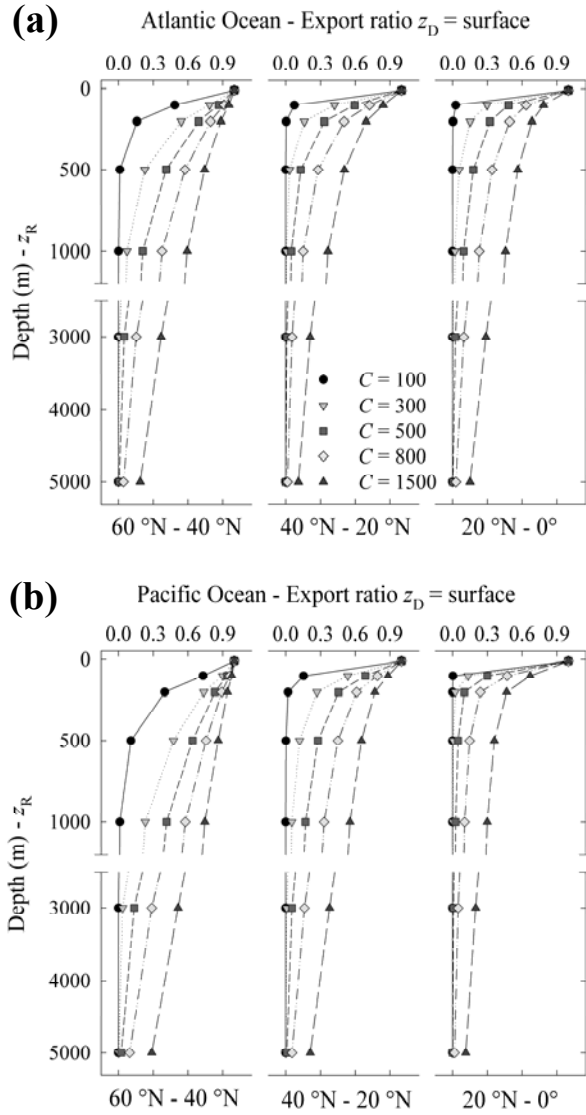 (a)
Atlantic Ocean - Export ratio z_D = surface
0.0 0.3 0.6 0.9 0.0 0.3 0.6 0.9 0.0 0.3 0.6 0.9
0
500
1000
3000
4000
5000
Depth (m) - z_R
C = 100
C = 300
C = 500
C = 800
C = 1500
60 °N - 40 °N 40 °N - 20 °N 20 °N - 0°
(b)
Pacific Ocean - Export ratio z_D = surface
0.0 0.3 0.6 0.9 0.0 0.3 0.6 0.9 0.0 0.3 0.6 0.9
0
500
1000
3000
4000
5000
Depth (m) - z_R
60 °N - 40 °N 40 °N - 20 °N 20 °N - 0°